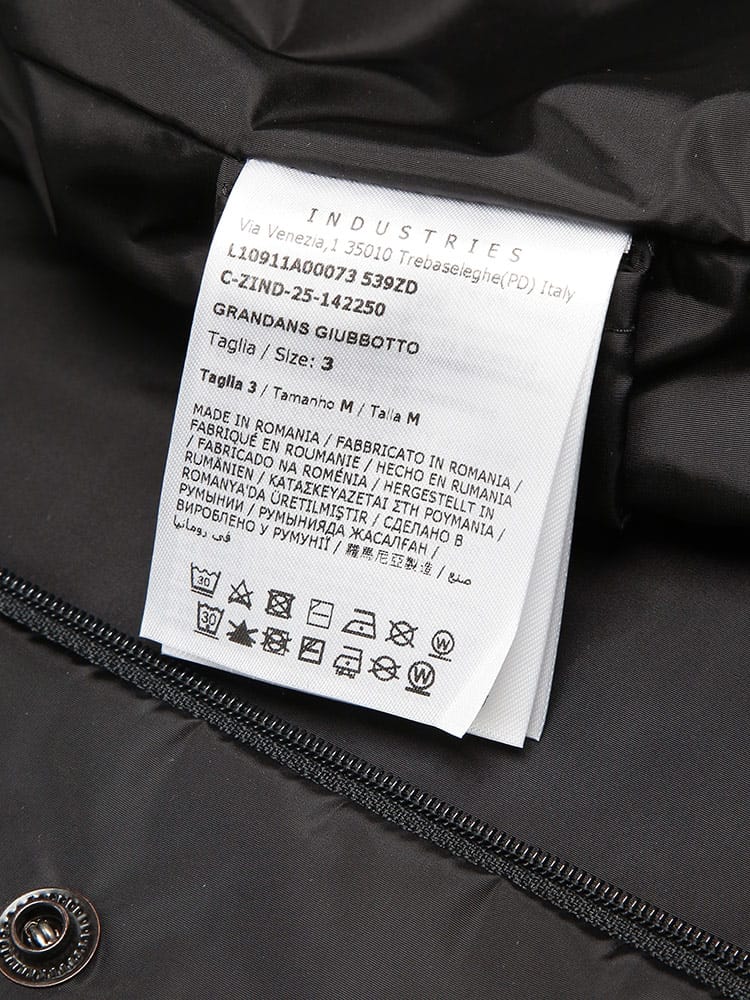 INDUSTRIES
Via Venezia,1 35010 Trebaseleghe(PD) Italy
L10911A00073 539ZD
C-ZIND-25-142250
GRANDANS GIUBBOTTO
Taglia / Size: 3
Taglia 3 / Tamanho M / Talla M
MADE IN ROMANIA / FABBRICATO IN ROMANIA /
FABRIQUÉ EN ROUMANIE / HECHO EN RUMANIA
/ FABRICADO NA ROMÉNIA / HERGESTELLT IN
RUMÄNIEN / ΚΑΤΑΣΚΕΥΑΖΕΤΑΙ ΣΤΗ ΡΟΥΜΑΝΙΑ /
ROMANYA'DA ÜRETILMIŞTIR / СДЕЛАНО В
РУМЫНИИ / РУМЫНИЯДА ЖАСАЛҒАН /
ВИРОБЛЕНО У РУМУНІЇ / 羅馬尼亞製造 / صنع
في رومانيا
30
W
30
W